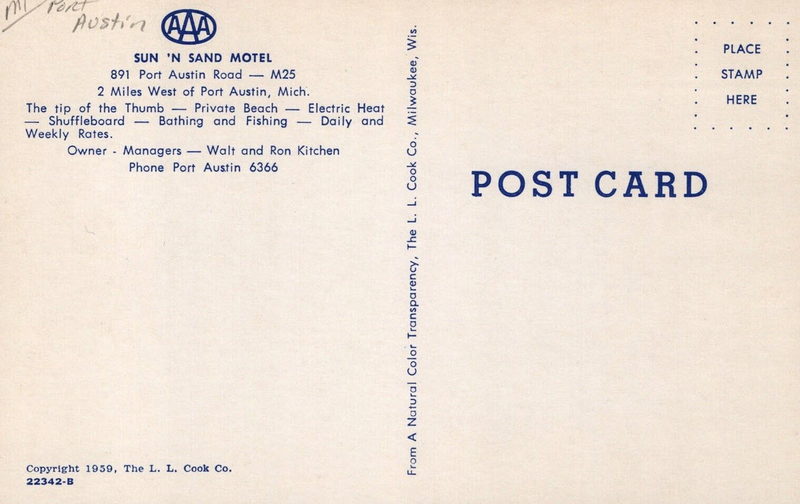 MI/Port
Austin
AAA
SUN 'N SAND MOTEL
891 Port Austin Road — M25
2 Miles West of Port Austin, Mich.
The tip of the Thumb — Private Beach — Electric Heat
— Shuffleboard — Bathing and Fishing — Daily and
Weekly Rates.
Owner - Managers — Walt and Ron Kitchen
Phone Port Austin 6366
Copyright 1959, The L. L. Cook Co.
22342-B
From A Natural Color Transparency, The L. L. Cook Co., Milwaukee, Wis.
PLACE
STAMP
HERE
POST CARD